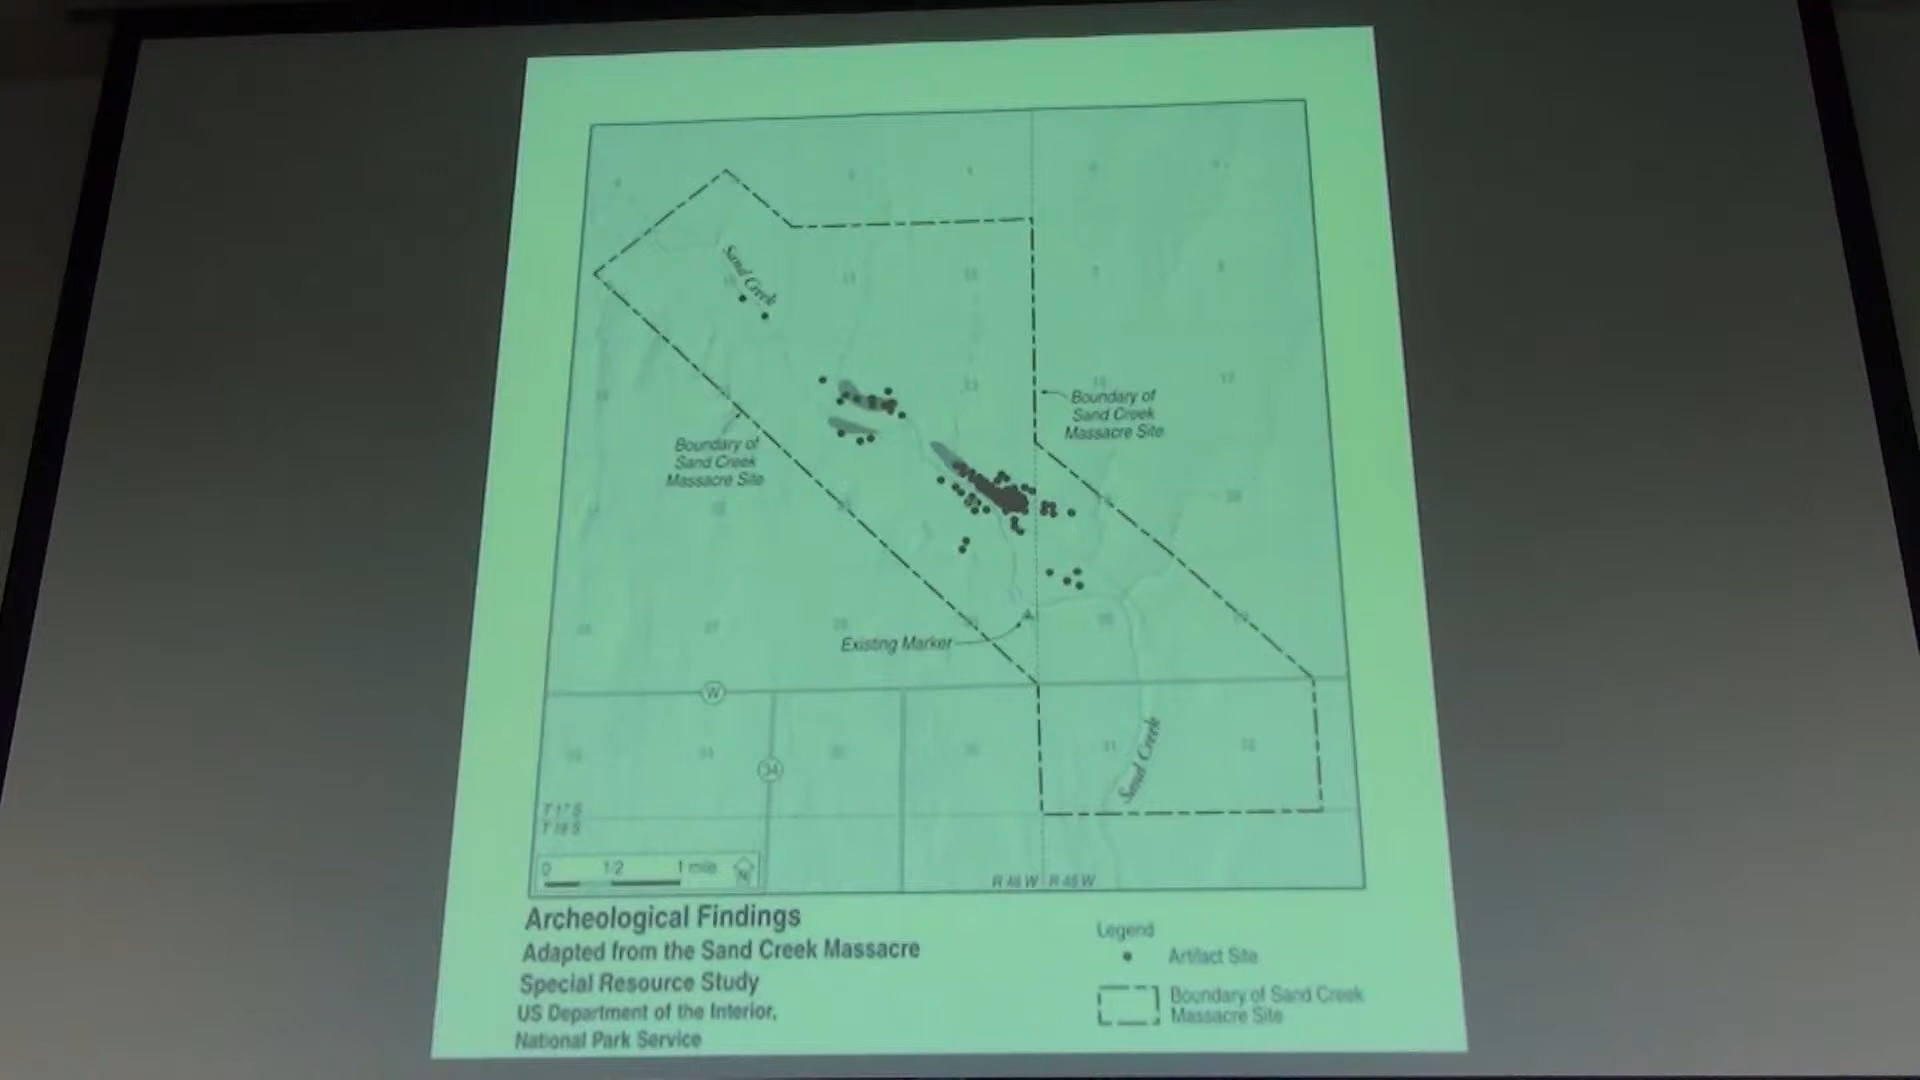 Sand Creek
Boundary of
Sand Creek
Massacre Site
Boundary of
Sand Creek
Massacre Site
Existing Marker
W
34
Sand Creek
T 17 S
T 18 S
0 1/2 1 mile N
R 46 W R 45 W
Archeological Findings
Adapted from the Sand Creek Massacre
Special Resource Study
US Department of the Interior,
National Park Service
Legend
Artifact Site
Boundary of Sand Creek
Massacre Site